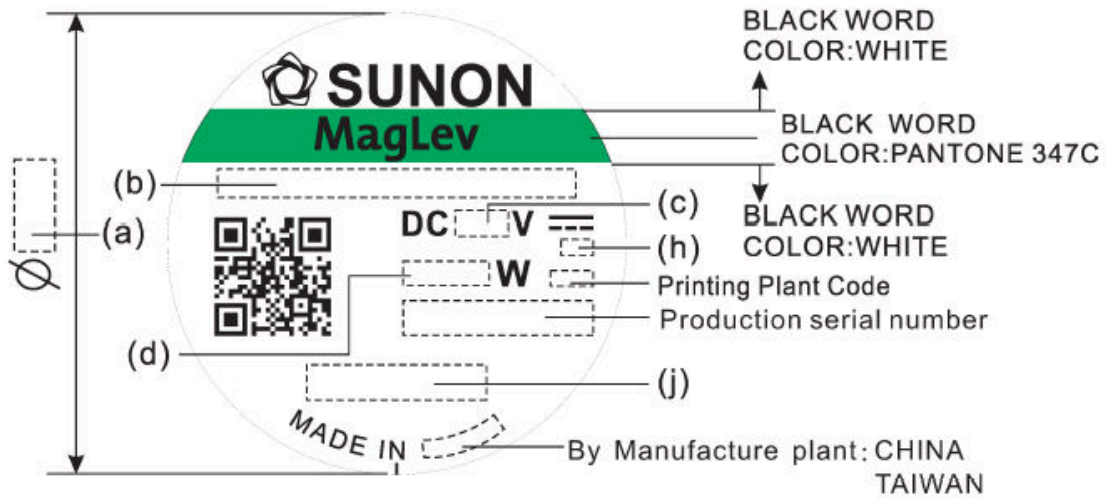 BLACK WORD
COLOR:WHITE
SUNON
MagLev
BLACK WORD
COLOR:PANTONE 347C
(b)
(a)
Ø
DC V
(c)
BLACK WORD
COLOR:WHITE
(h)
W
Printing Plant Code
Production serial number
(d)
(j)
MADE IN
By Manufacture plant: CHINA
TAIWAN